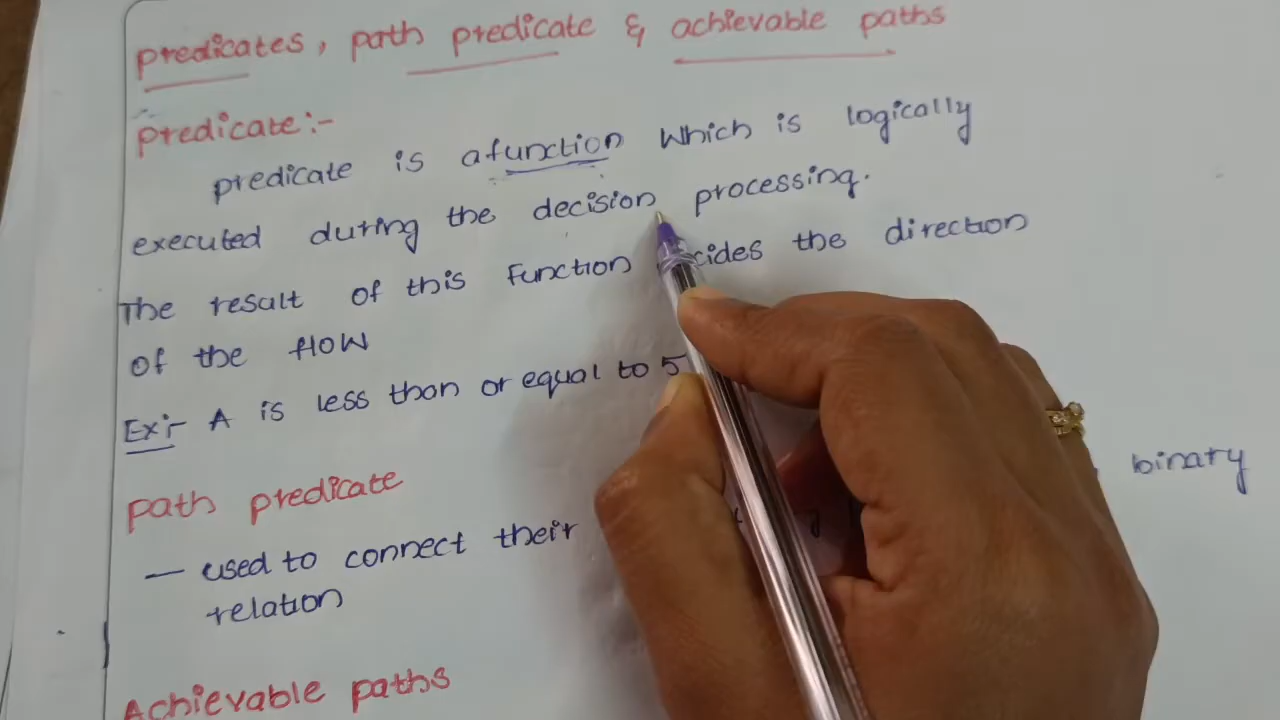 predicates, path predicate & achievable paths
predicate:-
predicate is a function which is logically
executed during the decision processing.
The result of this Function cides the direction
of the flow
Ex:- A is less than or equal to 5
path predicate
— used to connect their binary
relation
Achievable paths